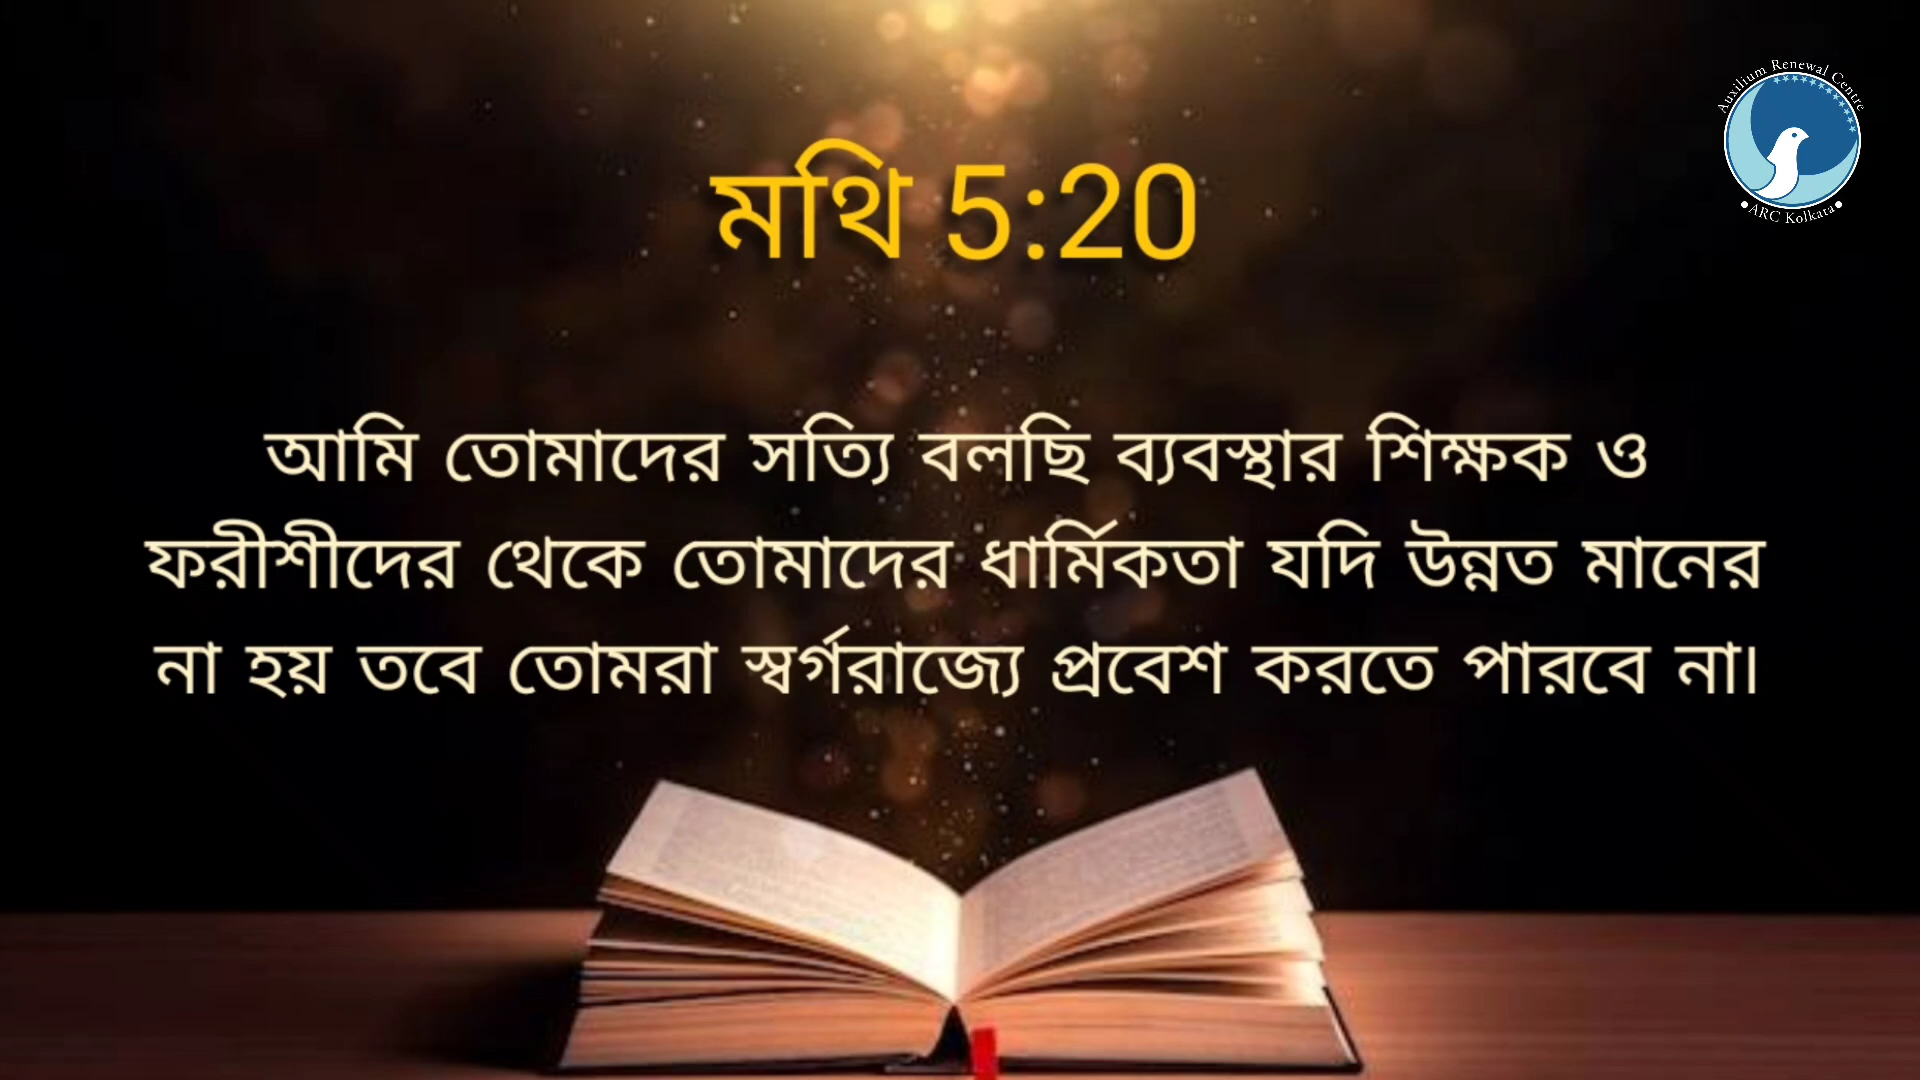 Auxilium Renewal Centre
• ARC Kolkata •
মথি 5:20
আমি তোমাদের সত্যি বলছি ব্যবস্থার শিক্ষক ও
ফরীশীদের থেকে তোমাদের ধার্মিকতা যদি উন্নত মানের
না হয় তবে তোমরা স্বর্গরাজ্যে প্রবেশ করতে পারবে না।